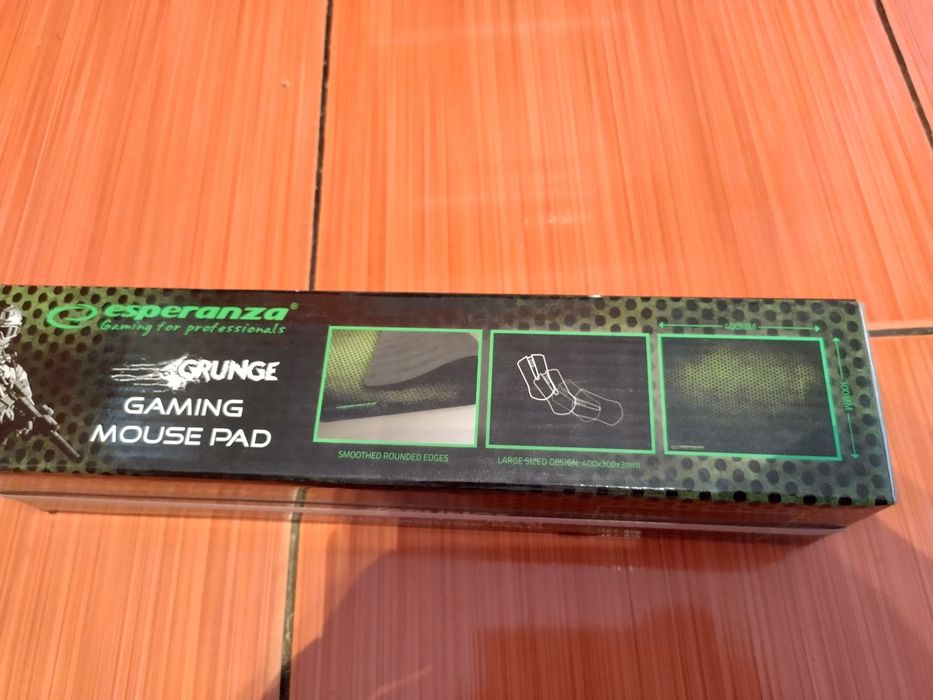 esperanza®
Gaming for professionals
GRUNGE
GAMING
MOUSE PAD
SMOOTHED ROUNDED EDGES
LARGE SIZED DESIGN: 400x300x3mm
400MM
300MM